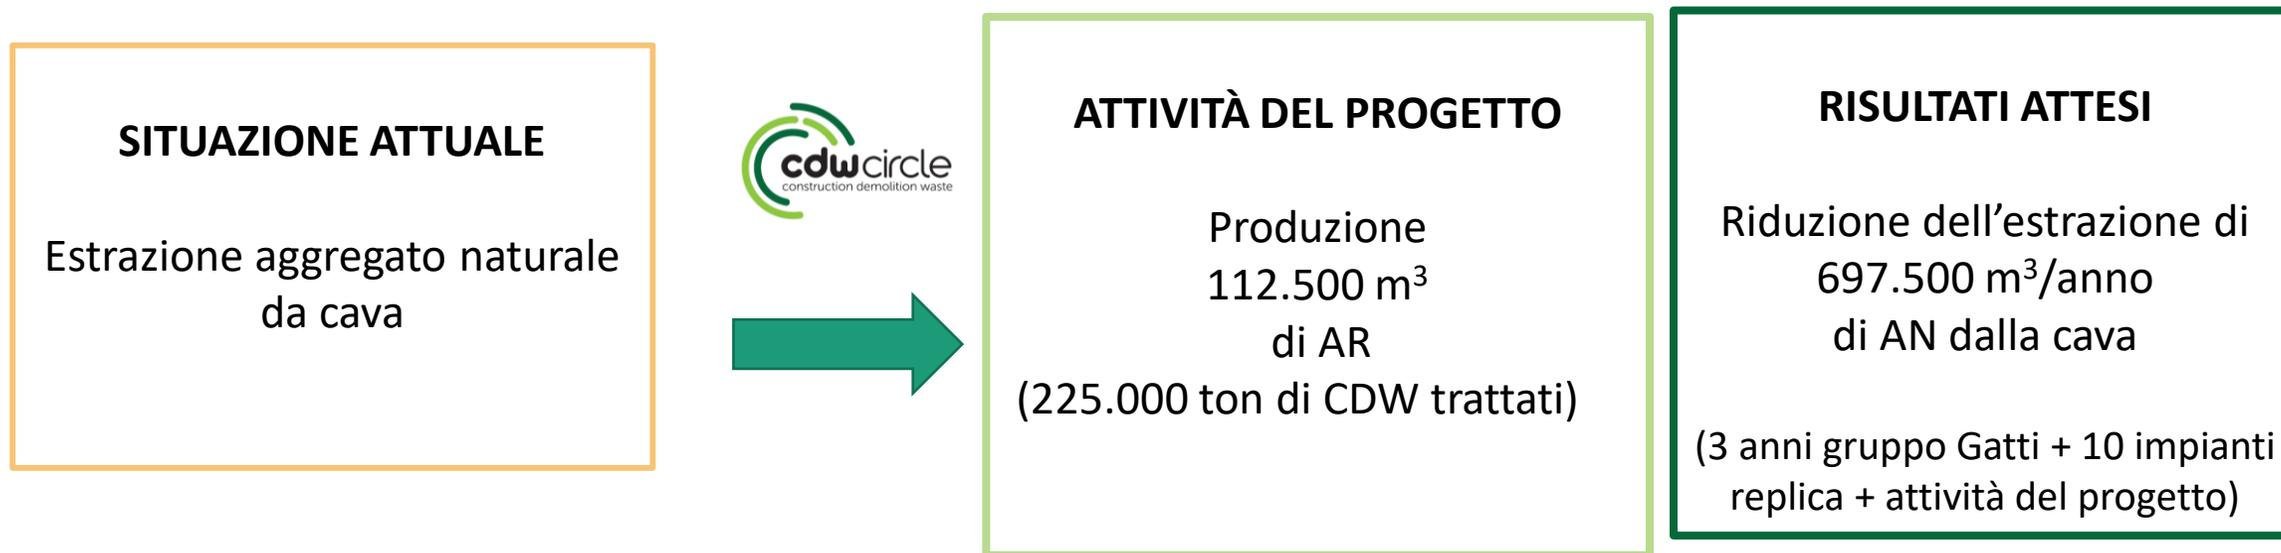 SITUAZIONE ATTUALE
Estrazione aggregato naturale
da cava
cdwcircle
construction demolition waste
ATTIVITÀ DEL PROGETTO
Produzione
112.500 m³
di AR
(225.000 ton di CDW trattati)
RISULTATI ATTESI
Riduzione dell’estrazione di
697.500 m³/anno
di AN dalla cava
(3 anni gruppo Gatti + 10 impianti
replica + attività del progetto)